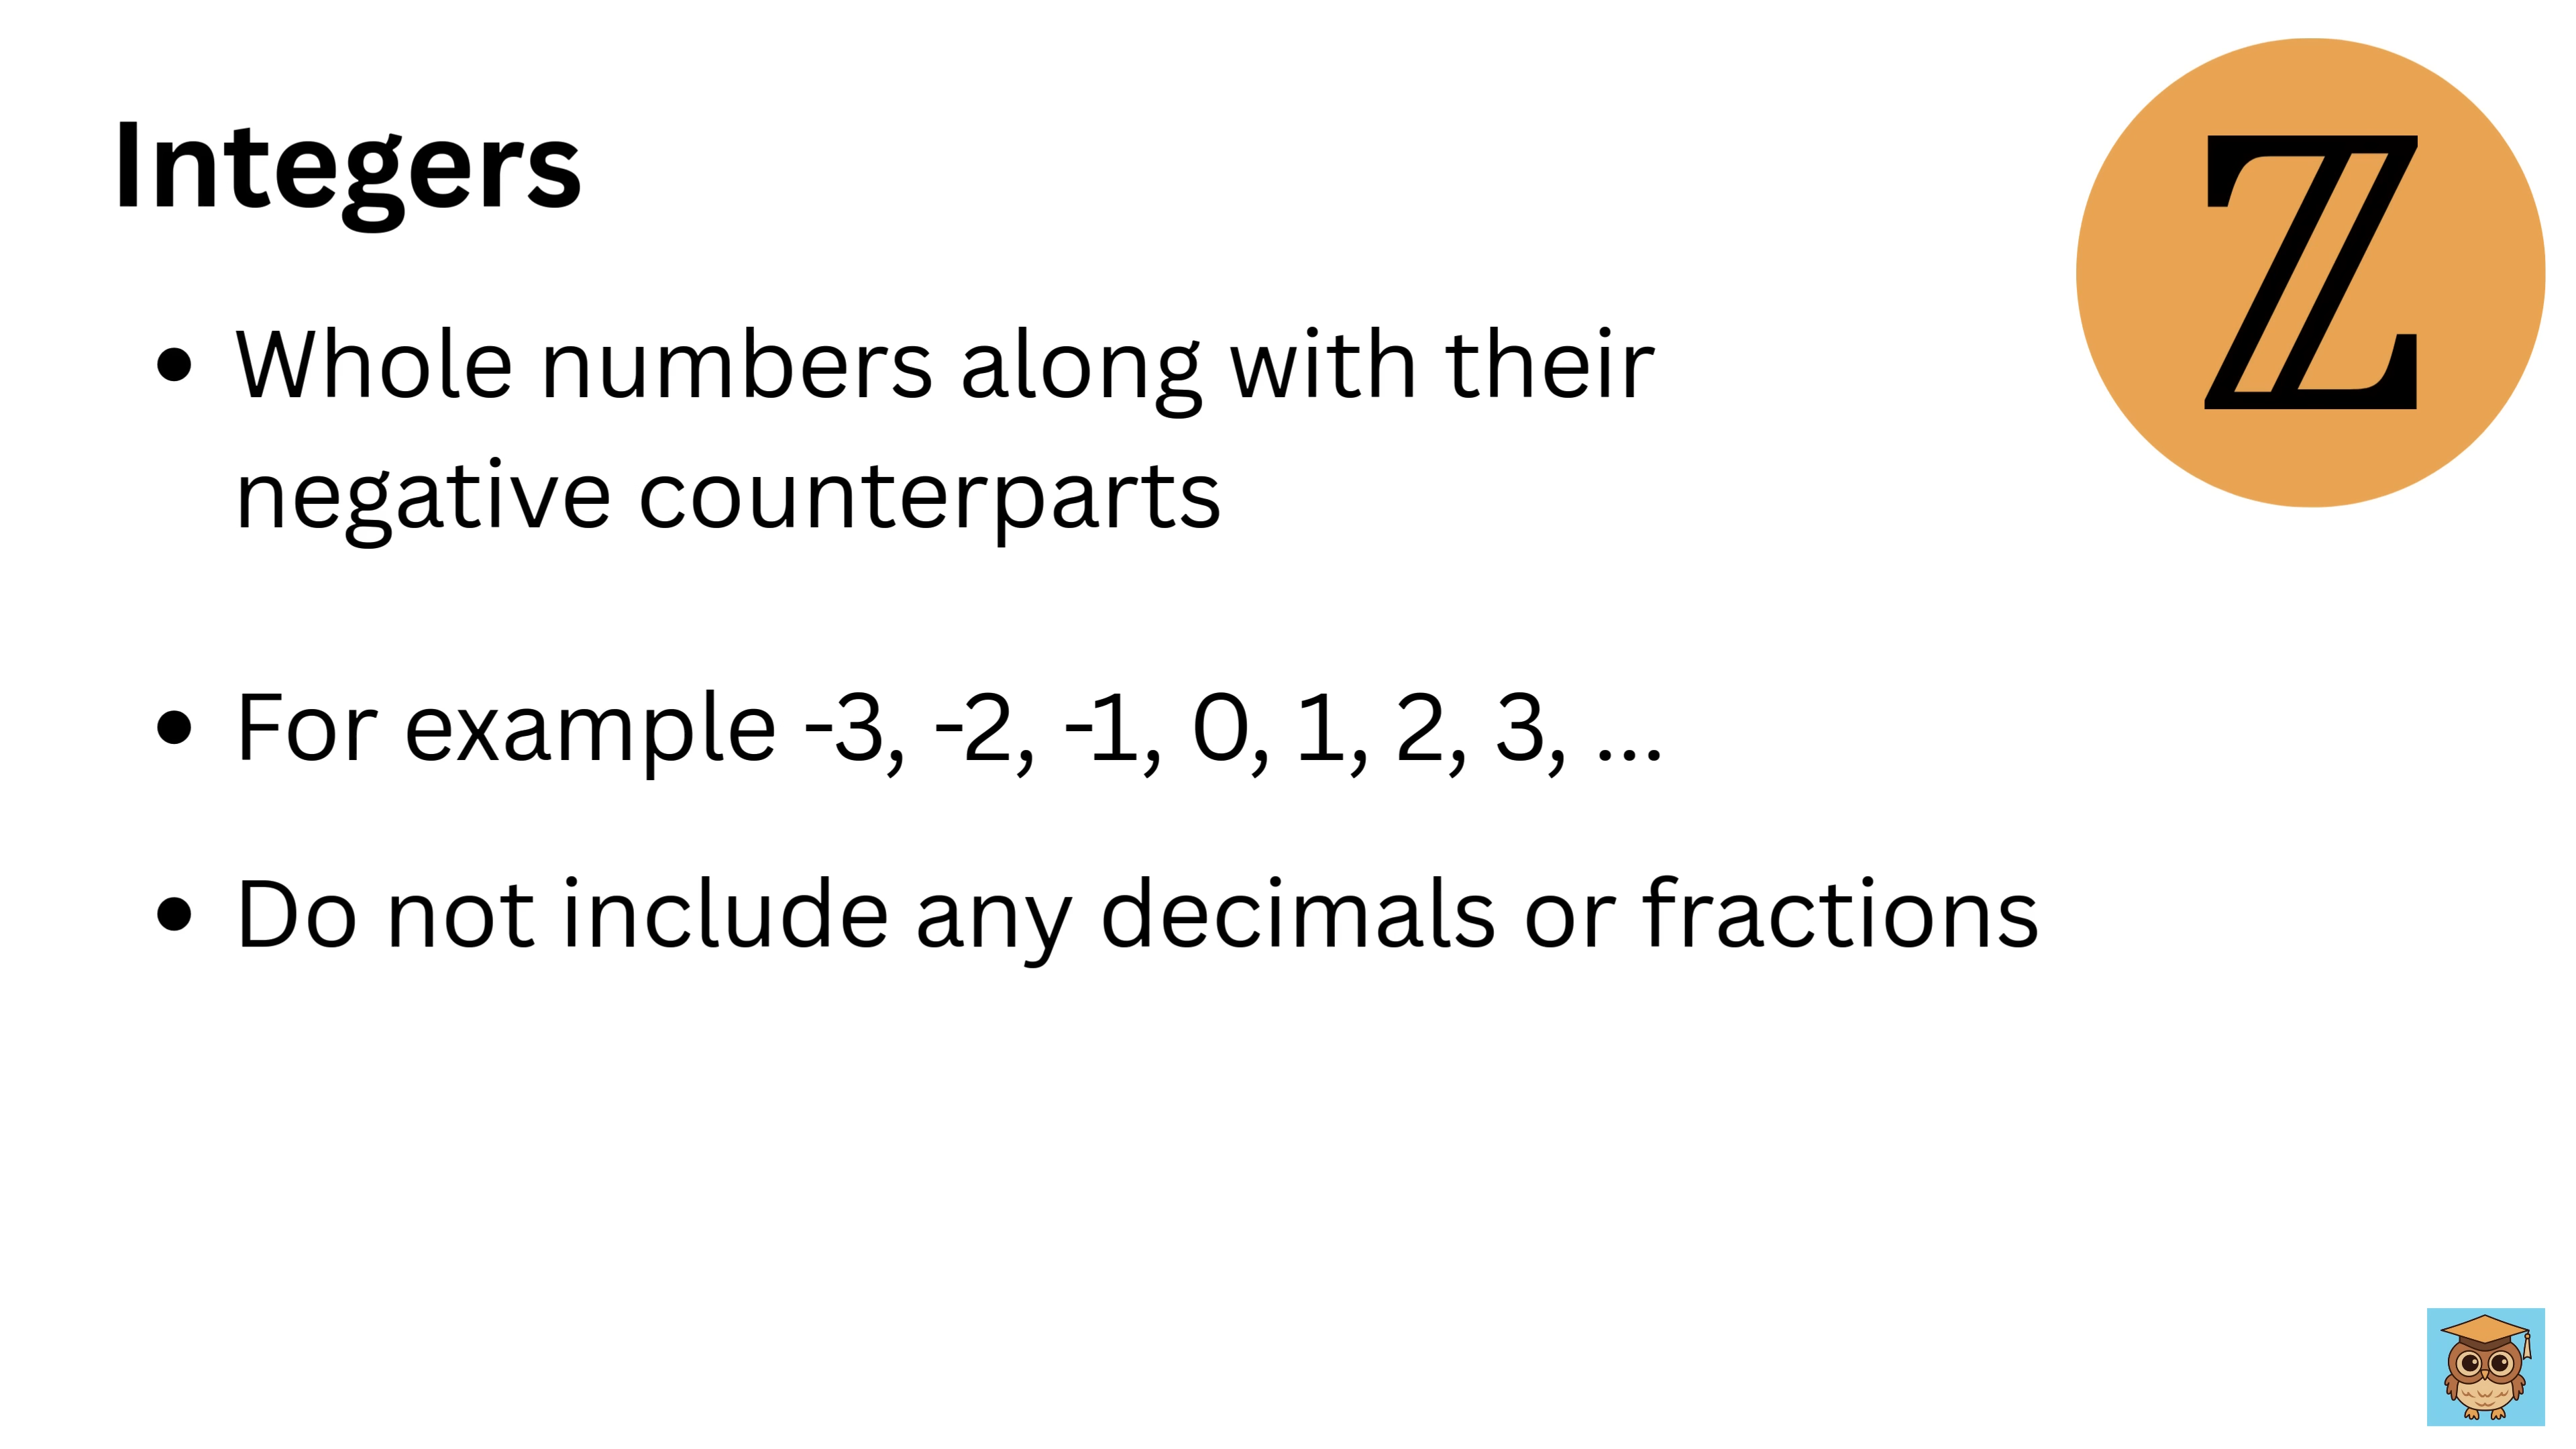 Integers
ℤ
• Whole numbers along with their
negative counterparts
• For example -3, -2, -1, 0, 1, 2, 3, ...
• Do not include any decimals or fractions